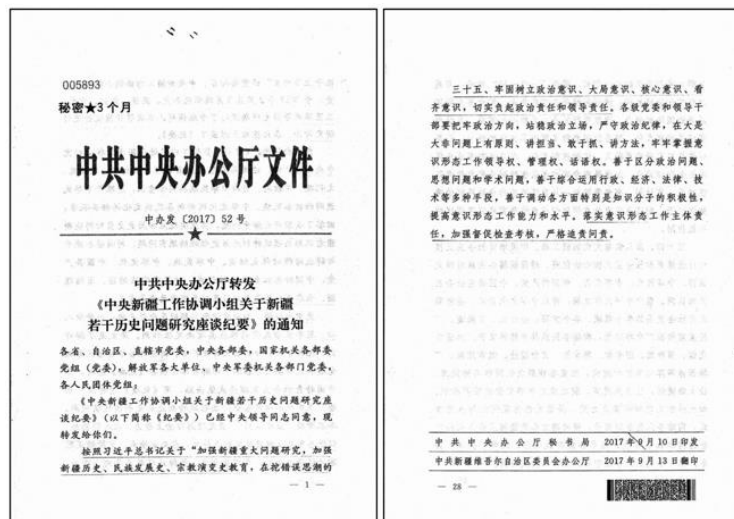 005893
秘密★3个月
中共中央办公厅文件
中办发〔2017〕52号
★
中共中央办公厅转发
《中央新疆工作协调小组关于新疆
若干历史问题研究座谈纪要》的通知
各省、自治区、直辖市党委，中央各部委，国家机关各部委
党组（党委），解放军各大单位、中央军委机关各部门党委，
各人民团体党组：
《中央新疆工作协调小组关于新疆若干历史问题研究座
谈纪要》（以下简称《纪要》）已经中央领导同志同意，现
转发给你们。
按照习近平总书记关于“加强新疆重大问题研究，加强
新疆历史、民族发展史、宗教演变史教育，在挖错误思潮的
— 1 —
三十五、牢固树立政治意识、大局意识、核心意识、看
齐意识，切实负起政治责任和领导责任。各级党委和领导干
部要把牢政治方向，站稳政治立场，严守政治纪律，在大是
大非问题上有原则、讲担当、敢于抓、讲方法，牢牢掌握意
识形态工作领导权、管理权、话语权。善于区分政治问题、
思想问题和学术问题，善于综合运用行政、经济、法律、技
术等多种手段，善于调动各方面特别是知识分子的积极性，
提高意识形态工作能力和水平。落实意识形态工作主体责
任，加强督促检查考核，严格追责问责。
中共中央办公厅秘书局 2017年9月10日印发
中共新疆维吾尔自治区委员会办公厅 2017年9月13日翻印
— 28 —